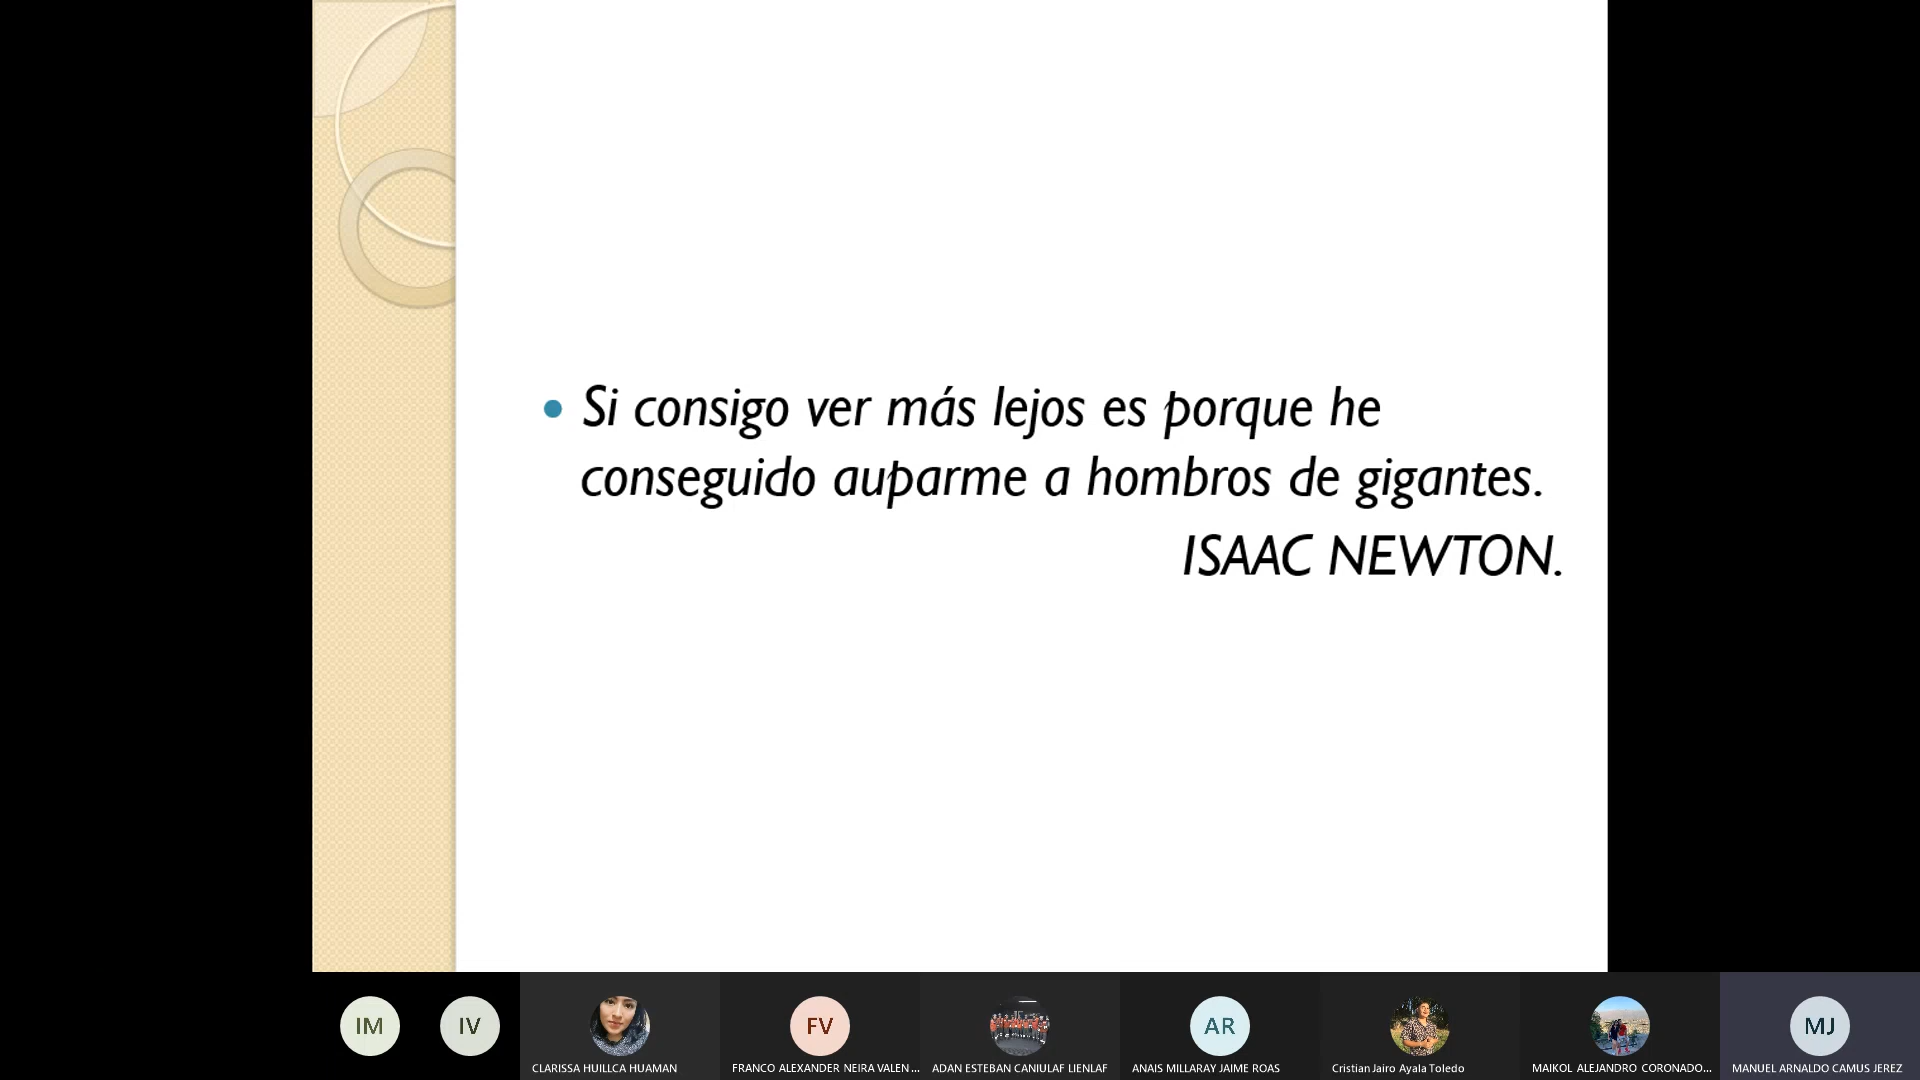 Si consigo ver más lejos es porque he
conseguido auparme a hombros de gigantes.
ISAAC NEWTON.
IM
IV
CLARISSA HUILLCA HUAMAN
FV
FRANCO ALEXANDER NEIRA VALEN...
ADAN ESTEBAN CANIULAF LIENLAF
AR
ANAIS MILLARAY JAIME ROAS
Cristian Jairo Ayala Toledo
MAIKOL ALEJANDRO CORONADO...
MJ
MANUEL ARNALDO CAMUS JEREZ